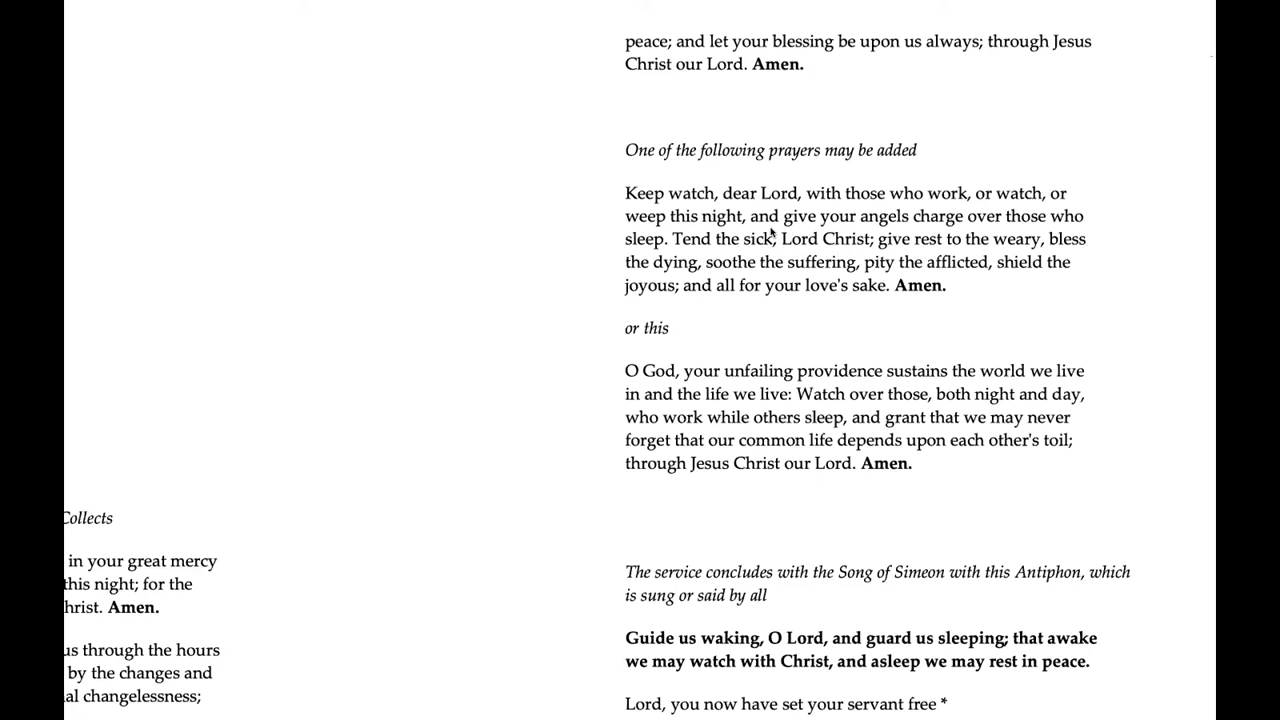 peace; and let your blessing be upon us always; through Jesus
Christ our Lord. Amen.
One of the following prayers may be added
Keep watch, dear Lord, with those who work, or watch, or
weep this night, and give your angels charge over those who
sleep. Tend the sick, Lord Christ; give rest to the weary, bless
the dying, soothe the suffering, pity the afflicted, shield the
joyous; and all for your love's sake. Amen.
or this
O God, your unfailing providence sustains the world we live
in and the life we live: Watch over those, both night and day,
who work while others sleep, and grant that we may never
forget that our common life depends upon each other's toil;
through Jesus Christ our Lord. Amen.
The service concludes with the Song of Simeon with this Antiphon, which
is sung or said by all
Guide us waking, O Lord, and guard us sleeping; that awake
we may watch with Christ, and asleep we may rest in peace.
Lord, you now have set your servant free *
Collects
in your great mercy
this night; for the
hrist. Amen.
us through the hours
by the changes and
al changelessness;